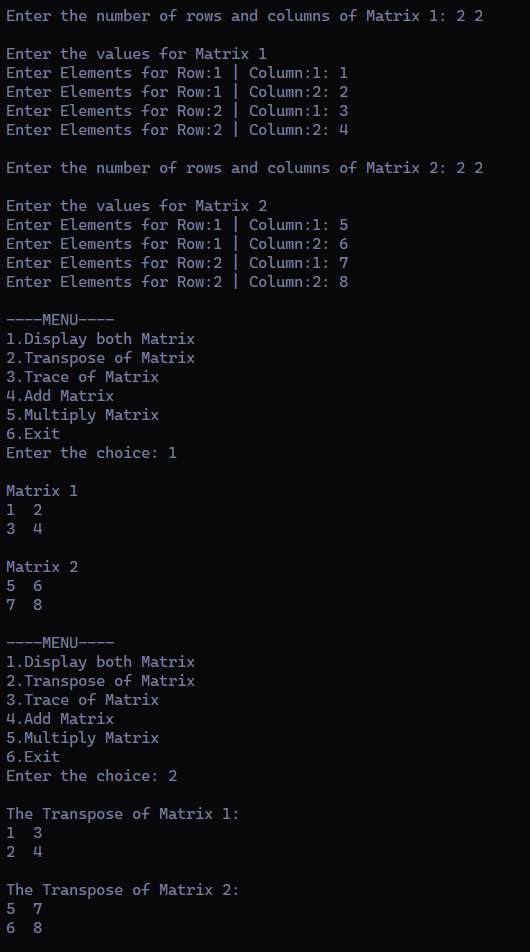 Enter the number of rows and columns of Matrix 1: 2 2
Enter the values for Matrix 1
Enter Elements for Row:1 | Column:1: 1
Enter Elements for Row:1 | Column:2: 2
Enter Elements for Row:2 | Column:1: 3
Enter Elements for Row:2 | Column:2: 4
Enter the number of rows and columns of Matrix 2: 2 2
Enter the values for Matrix 2
Enter Elements for Row:1 | Column:1: 5
Enter Elements for Row:1 | Column:2: 6
Enter Elements for Row:2 | Column:1: 7
Enter Elements for Row:2 | Column:2: 8
----MENU----
1.Display both Matrix
2.Transpose of Matrix
3.Trace of Matrix
4.Add Matrix
5.Multiply Matrix
6.Exit
Enter the choice: 1
Matrix 1
1  2
3  4
Matrix 2
5  6
7  8
----MENU----
1.Display both Matrix
2.Transpose of Matrix
3.Trace of Matrix
4.Add Matrix
5.Multiply Matrix
6.Exit
Enter the choice: 2
The Transpose of Matrix 1:
1  3
2  4
The Transpose of Matrix 2:
5  7
6  8